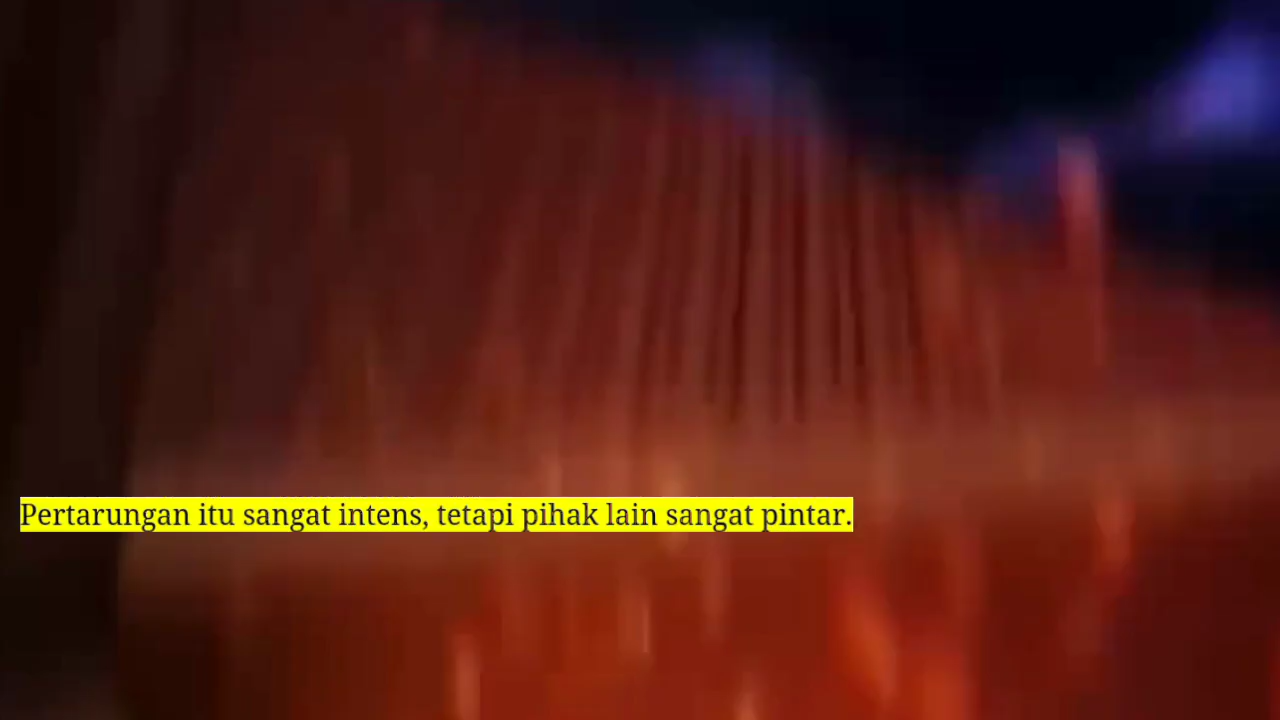 Pertarungan itu sangat intens, tetapi pihak lain sangat pintar.